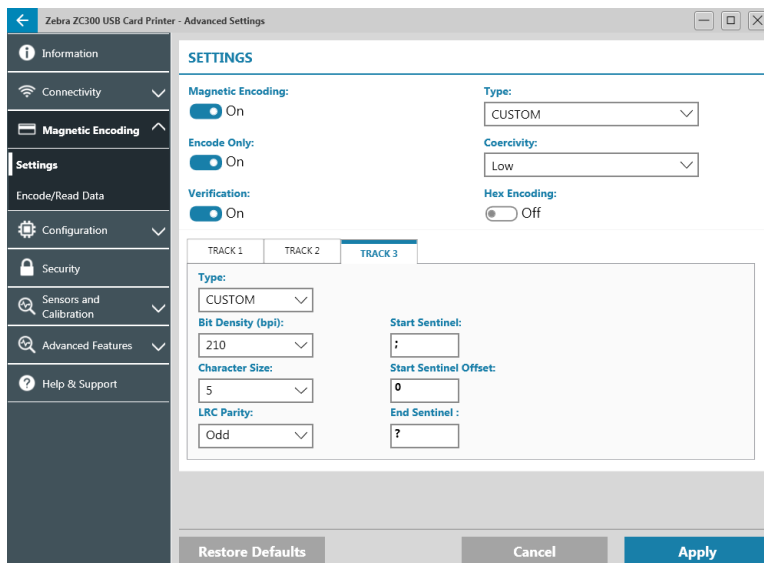 Zebra ZC300 USB Card Printer - Advanced Settings
Information
Connectivity
Magnetic Encoding
Settings
Encode/Read Data
Configuration
Security
Sensors and
Calibration
Advanced Features
Help & Support
SETTINGS
Magnetic Encoding:
On
Type:
CUSTOM
Encode Only:
On
Coercivity:
Low
Verification:
On
Hex Encoding:
Off
TRACK 1
TRACK 2
TRACK 3
Type:
CUSTOM
Bit Density (bpi):
210
Start Sentinel:
;
Character Size:
5
Start Sentinel Offset:
0
LRC Parity:
Odd
End Sentinel :
?
Restore Defaults
Cancel
Apply